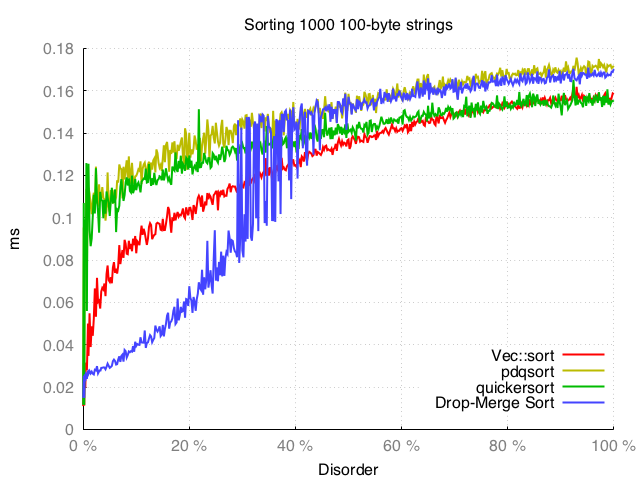 Sorting 1000 100-byte strings
0.18
0.16
0.14
0.12
0.1
0.08
0.06
0.04
0.02
0
ms
Vec::sort
pdqsort
quickersort
Drop-Merge Sort
0 % 20 % 40 % 60 % 80 % 100 %
Disorder